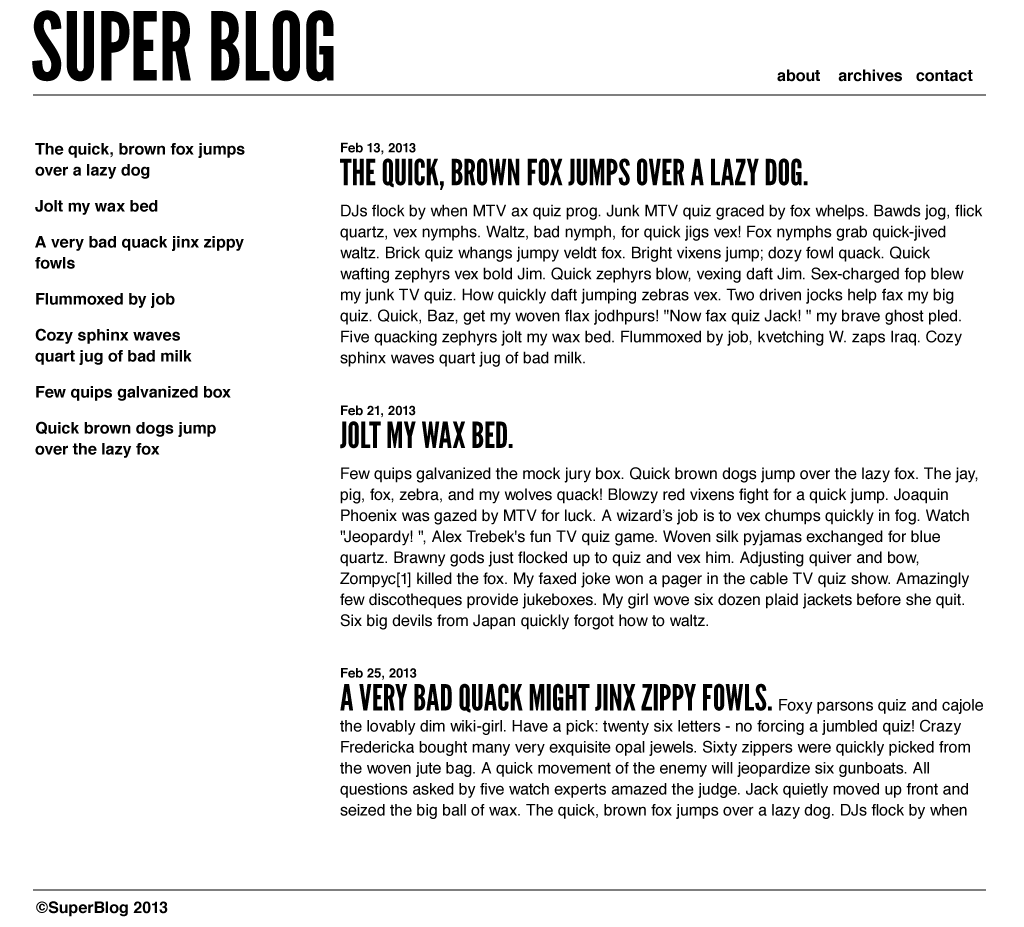 SUPER BLOG
about archives contact
The quick, brown fox jumps
over a lazy dog
Jolt my wax bed
A very bad quack jinx zippy
fowls
Flummoxed by job
Cozy sphinx waves
quart jug of bad milk
Few quips galvanized box
Quick brown dogs jump
over the lazy fox
Feb 13, 2013
THE QUICK, BROWN FOX JUMPS OVER A LAZY DOG.
DJs flock by when MTV ax quiz prog. Junk MTV quiz graced by fox whelps. Bawds jog, flick
quartz, vex nymphs. Waltz, bad nymph, for quick jigs vex! Fox nymphs grab quick-jived
waltz. Brick quiz whangs jumpy veldt fox. Bright vixens jump; dozy fowl quack. Quick
wafting zephyrs vex bold Jim. Quick zephyrs blow, vexing daft Jim. Sex-charged fop blew
my junk TV quiz. How quickly daft jumping zebras vex. Two driven jocks help fax my big
quiz. Quick, Baz, get my woven flax jodhpurs! "Now fax quiz Jack! " my brave ghost pled.
Five quacking zephyrs jolt my wax bed. Flummoxed by job, kvetching W. zaps Iraq. Cozy
sphinx waves quart jug of bad milk.
Feb 21, 2013
JOLT MY WAX BED.
Few quips galvanized the mock jury box. Quick brown dogs jump over the lazy fox. The jay,
pig, fox, zebra, and my wolves quack! Blowzy red vixens fight for a quick jump. Joaquin
Phoenix was gazed by MTV for luck. A wizard’s job is to vex chumps quickly in fog. Watch
"Jeopardy! ", Alex Trebek's fun TV quiz game. Woven silk pyjamas exchanged for blue
quartz. Brawny gods just flocked up to quiz and vex him. Adjusting quiver and bow,
Zompyc[1] killed the fox. My faxed joke won a pager in the cable TV quiz show. Amazingly
few discotheques provide jukeboxes. My girl wove six dozen plaid jackets before she quit.
Six big devils from Japan quickly forgot how to waltz.
Feb 25, 2013
A VERY BAD QUACK MIGHT JINX ZIPPY FOWLS. Foxy parsons quiz and cajole
the lovably dim wiki-girl. Have a pick: twenty six letters - no forcing a jumbled quiz! Crazy
Fredericka bought many very exquisite opal jewels. Sixty zippers were quickly picked from
the woven jute bag. A quick movement of the enemy will jeopardize six gunboats. All
questions asked by five watch experts amazed the judge. Jack quietly moved up front and
seized the big ball of wax. The quick, brown fox jumps over a lazy dog. DJs flock by when
©SuperBlog 2013